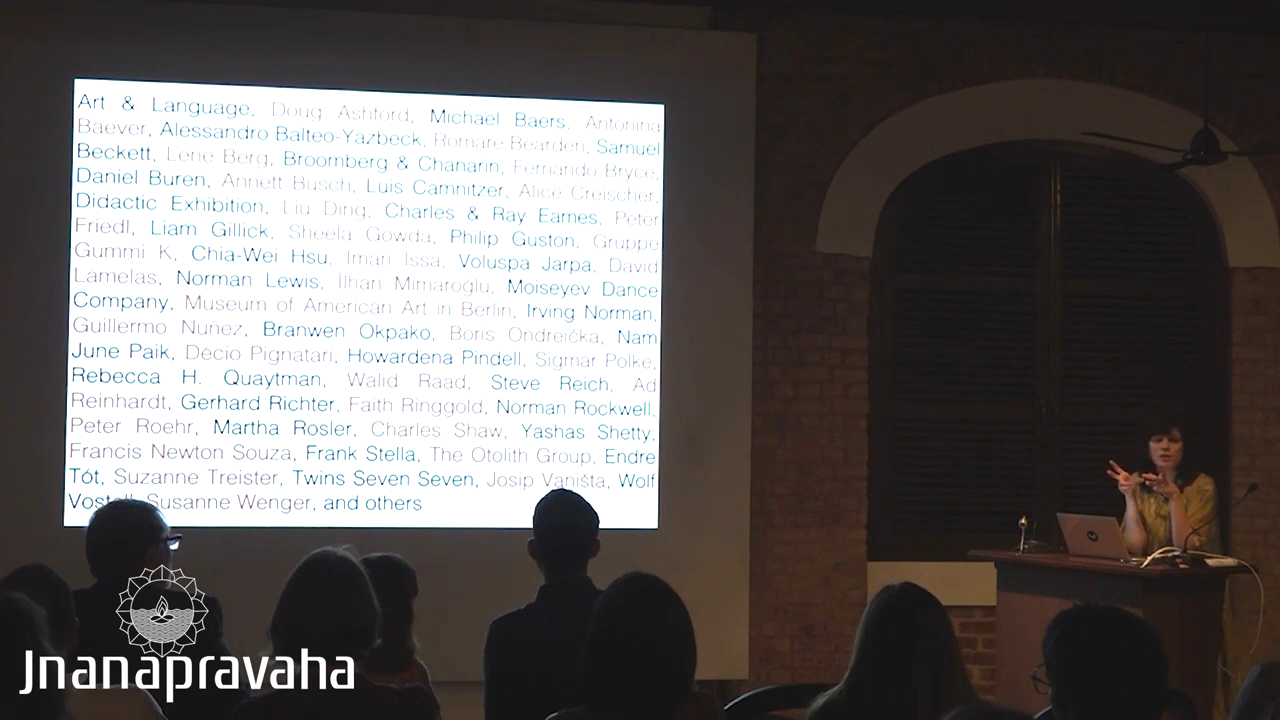 Art & Language, Doug Ashford, Michael Baers, Antonina
Baever, Alessandro Balteo-Yazbeck, Romare Bearden, Samuel
Beckett, Lene Berg, Broomberg & Chanarin, Fernando Bryce,
Daniel Buren, Annett Busch, Luis Camnitzer, Alice Creischer,
Didactic Exhibition, Liu Ding, Charles & Ray Eames, Peter
Friedl, Liam Gillick, Sheela Gowda, Philip Guston, Gruppe
Gummi K, Chia-Wei Hsu, Iman Issa, Voluspa Jarpa, David
Lamelas, Norman Lewis, İlhan Mimaroğlu, Moiseyev Dance
Company, Museum of American Art in Berlin, Irving Norman,
Guillermo Nuñez, Branwen Okpako, Boris Ondreička, Nam
June Paik, Décio Pignatari, Howardena Pindell, Sigmar Polke,
Rebecca H. Quaytman, Walid Raad, Steve Reich, Ad
Reinhardt, Gerhard Richter, Faith Ringgold, Norman Rockwell,
Peter Roehr, Martha Rosler, Charles Shaw, Yashas Shetty,
Francis Newton Souza, Frank Stella, The Otolith Group, Endre
Tót, Suzanne Treister, Twins Seven Seven, Josip Vaništa, Wolf
Susanne Wenger, and others
Jnanapravaha